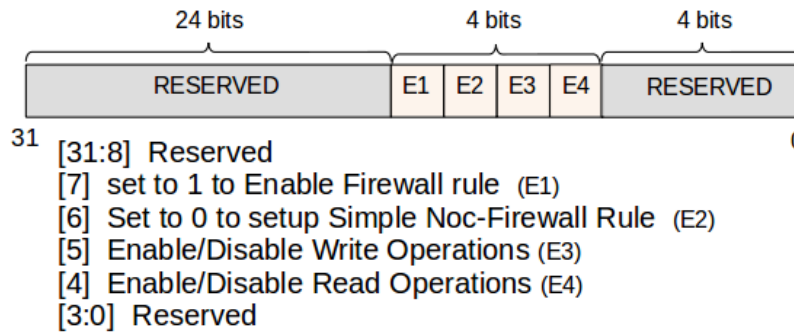 24 bits 4 bits 4 bits
RESERVED E1 E2 E3 E4 RESERVED
31
[31:8] Reserved
[7] set to 1 to Enable Firewall rule (E1)
[6] Set to 0 to setup Simple Noc-Firewall Rule (E2)
[5] Enable/Disable Write Operations (E3)
[4] Enable/Disable Read Operations (E4)
[3:0] Reserved